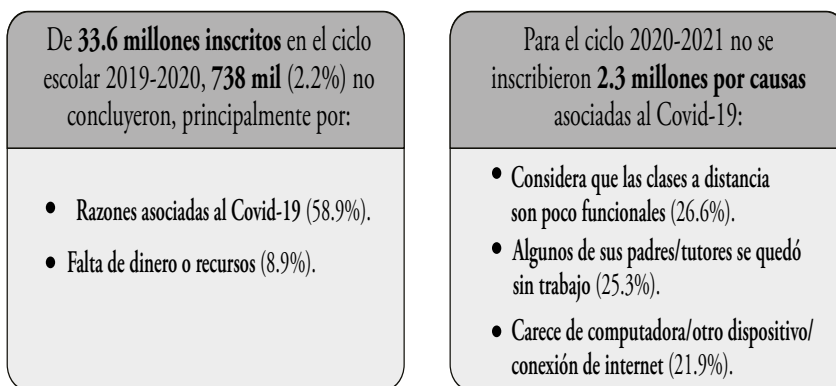 De 33.6 millones inscritos en el ciclo
escolar 2019-2020, 738 mil (2.2%) no
concluyeron, principalmente por:
• Razones asociadas al Covid-19 (58.9%).
• Falta de dinero o recursos (8.9%).
Para el ciclo 2020-2021 no se
inscribieron 2.3 millones por causas
asociadas al Covid-19:
• Considera que las clases a distancia
son poco funcionales (26.6%).
• Algunos de sus padres/tutores se quedó
sin trabajo (25.3%).
• Carece de computadora/otro dispositivo/
conexión de internet (21.9%).